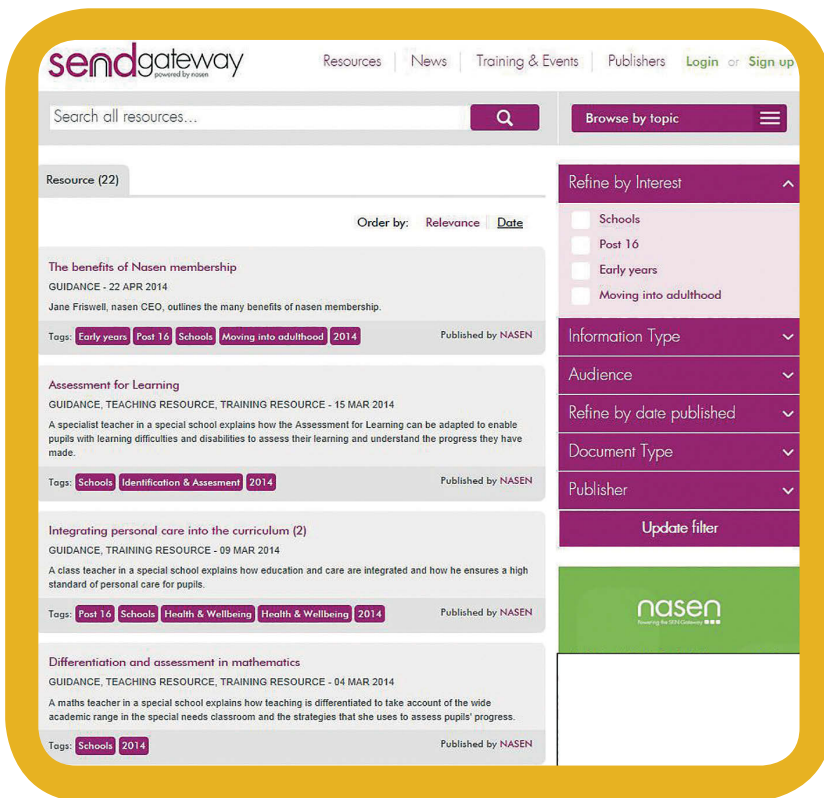 sendgateway
powered by nasen
Resources News Training & Events Publishers Login or Sign up
Search all resources...
Browse by topic
Resource (22)
Order by: Relevance Date
The benefits of Nasen membership
GUIDANCE - 22 APR 2014
Jane Friswell, nasen CEO, outlines the many benefits of nasen membership.
Tags: Early years Post 16 Schools Moving into adulthood 2014 Published by NASEN
Assessment for Learning
GUIDANCE, TEACHING RESOURCE, TRAINING RESOURCE - 15 MAR 2014
A specialist teacher in a special school explains how the Assessment for Learning can be adapted to enable
pupils with learning difficulties and disabilities to assess their learning and understand the progress they have
made.
Tags: Schools Identification & Assesment 2014 Published by NASEN
Integrating personal care into the curriculum (2)
GUIDANCE, TRAINING RESOURCE - 09 MAR 2014
A class teacher in a special school explains how education and care are integrated and how he ensures a high
standard of personal care for pupils.
Tags: Post 16 Schools Health & Wellbeing Health & Wellbeing 2014 Published by NASEN
Differentiation and assessment in mathematics
GUIDANCE, TEACHING RESOURCE, TRAINING RESOURCE - 04 MAR 2014
A maths teacher in a special school explains how teaching is differentiated to take account of the wide
academic range in the special needs classroom and the strategies that she uses to assess pupils' progress.
Tags: Schools 2014 Published by NASEN
Refine by Interest
Schools
Post 16
Early years
Moving into adulthood
Information Type
Audience
Refine by date published
Document Type
Publisher
Update filter
nasen
Powering the SEN Gateway